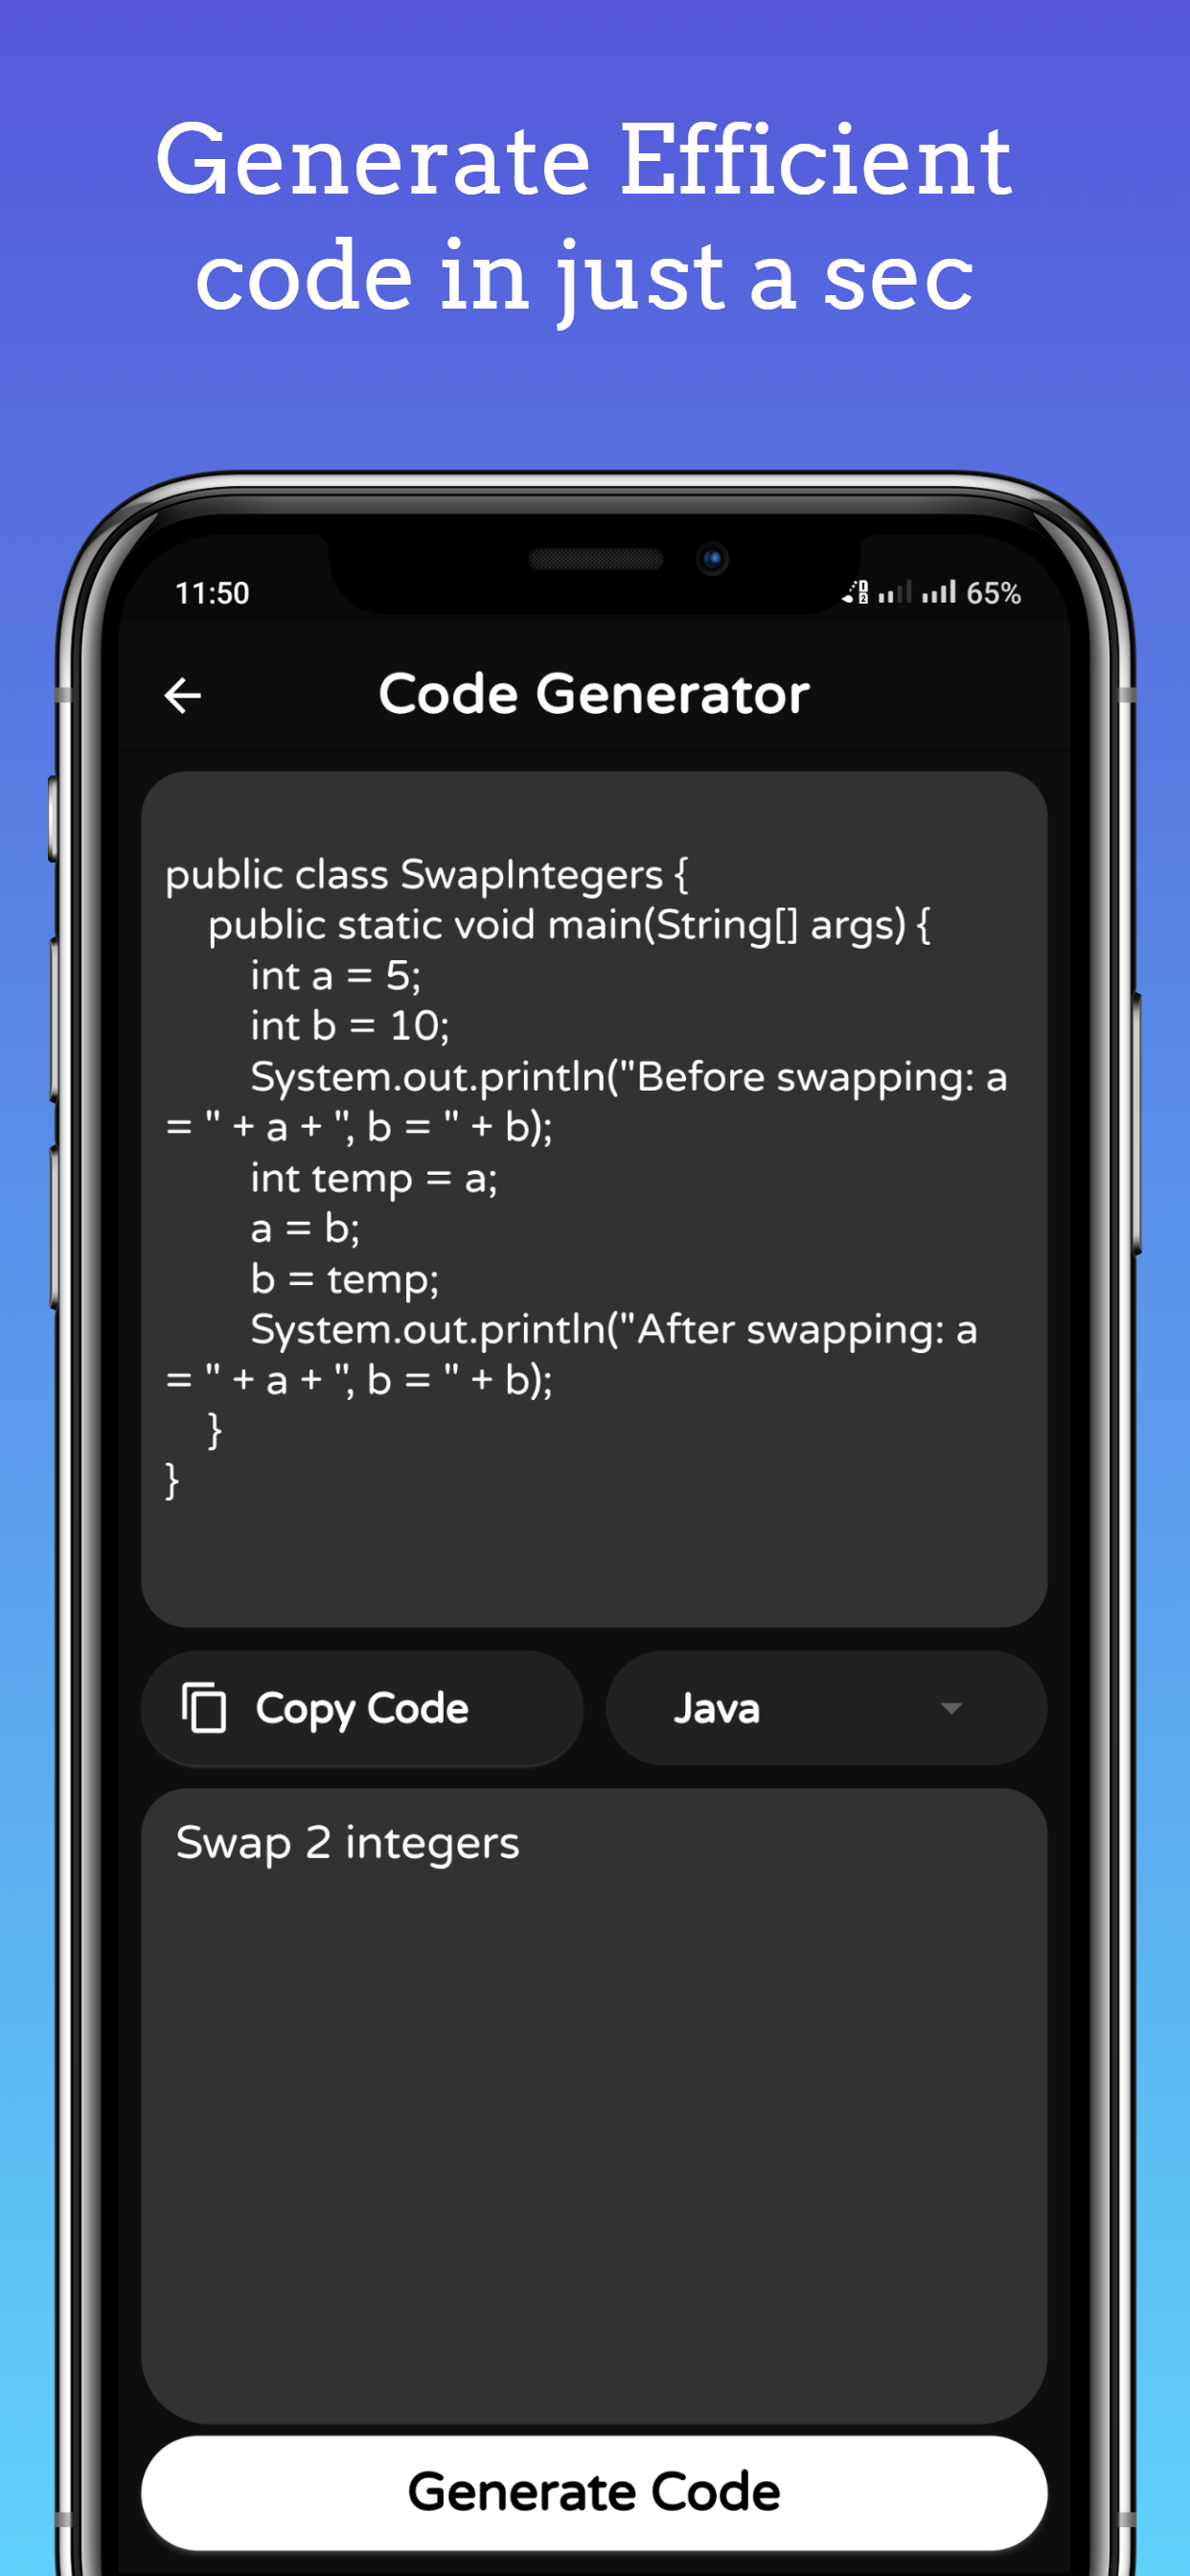 Generate Efficient
code in just a sec
11:50
65%
Code Generator
public class SwapIntegers {
public static void main(String[] args) {
int a = 5;
int b = 10;
System.out.println("Before swapping: a
= " + a + ", b = " + b);
int temp = a;
a = b;
b = temp;
System.out.println("After swapping: a
= " + a + ", b = " + b);
}
}
Copy Code
Java
Swap 2 integers
Generate Code